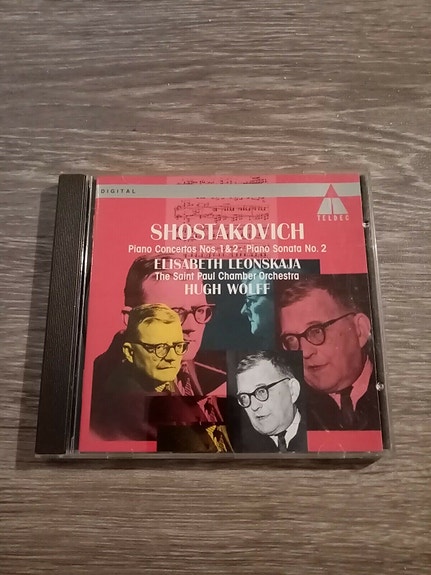 DIGITAL
TELDEC
SHOSTAKOVICH
Piano Concertos Nos. 1 & 2 · Piano Sonata No. 2
ELISABETH LEONSKAJA
The Saint Paul Chamber Orchestra
HUGH WOLFF